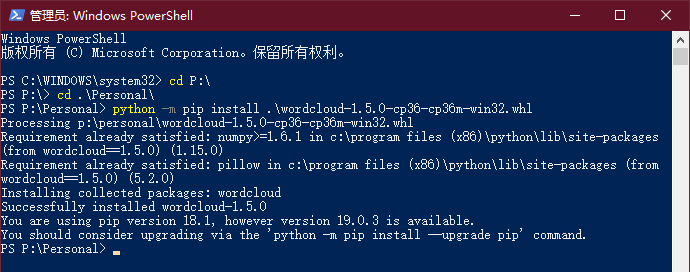 管理员: Windows PowerShell
Windows PowerShell
版权所有 (C) Microsoft Corporation。保留所有权利。
PS C:\WINDOWS\system32> cd P:\
PS P:\> cd .\Personal\
PS P:\Personal> python -m pip install .\wordcloud-1.5.0-cp36-cp36m-win32.whl
Processing p:\personal\wordcloud-1.5.0-cp36-cp36m-win32.whl
Requirement already satisfied: numpy>=1.6.1 in c:\program files (x86)\python\lib\site-packages
(from wordcloud==1.5.0) (1.15.0)
Requirement already satisfied: pillow in c:\program files (x86)\python\lib\site-packages (from
wordcloud==1.5.0) (5.2.0)
Installing collected packages: wordcloud
Successfully installed wordcloud-1.5.0
You are using pip version 18.1, however version 19.0.3 is available.
You should consider upgrading via the 'python -m pip install --upgrade pip' command.
PS P:\Personal>